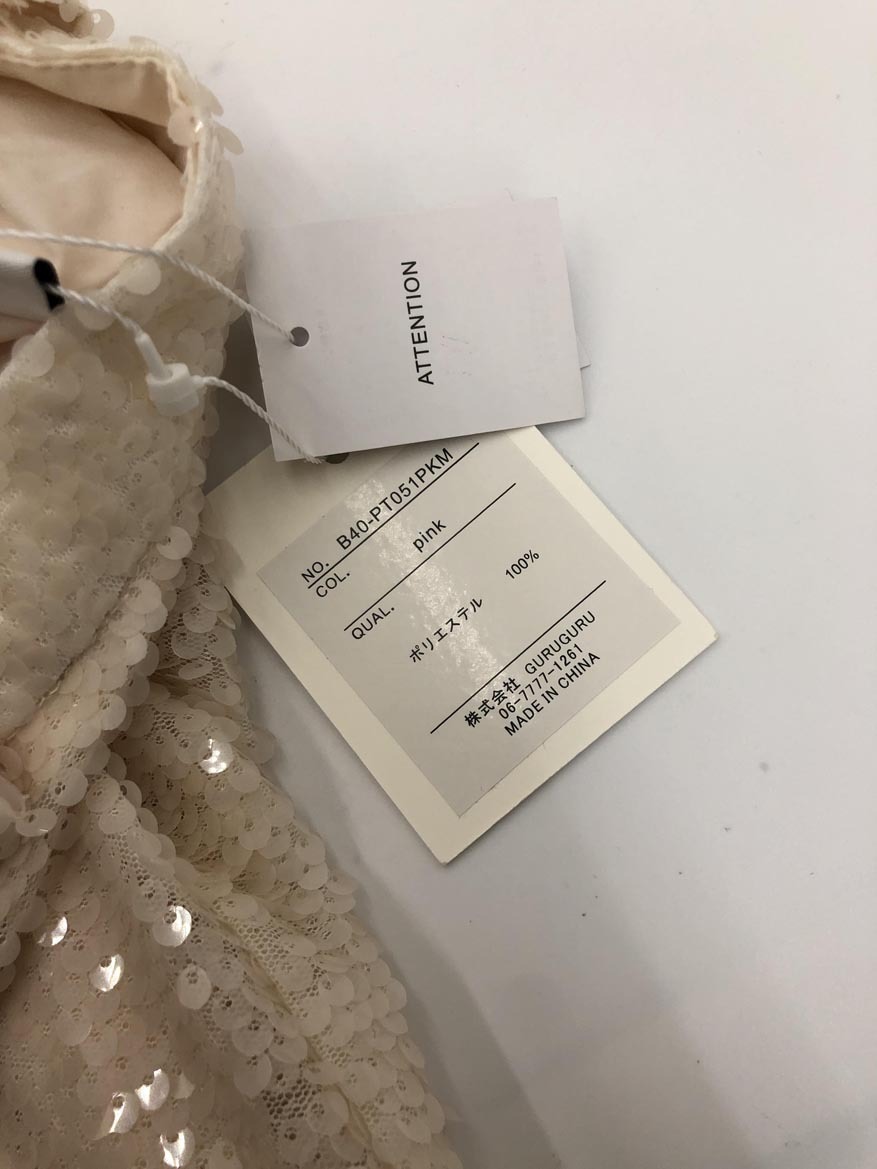 ATTENTION
NO. B40-PT051PKM
COL. pink
QUAL.
ポリエステル 100%
株式会社 GURUGURU
06-7777-1261
MADE IN CHINA